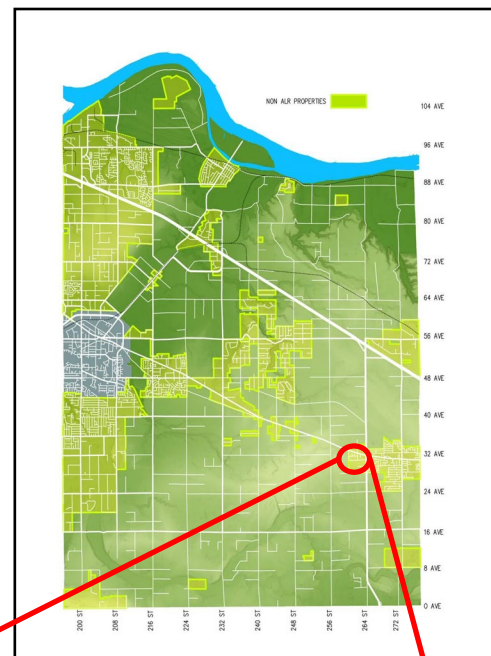 NON ALR PROPERTIES
104 AVE
96 AVE
88 AVE
80 AVE
72 AVE
64 AVE
56 AVE
48 AVE
40 AVE
32 AVE
24 AVE
16 AVE
8 AVE
0 AVE
200 ST
208 ST
216 ST
224 ST
232 ST
240 ST
248 ST
256 ST
264 ST
272 ST